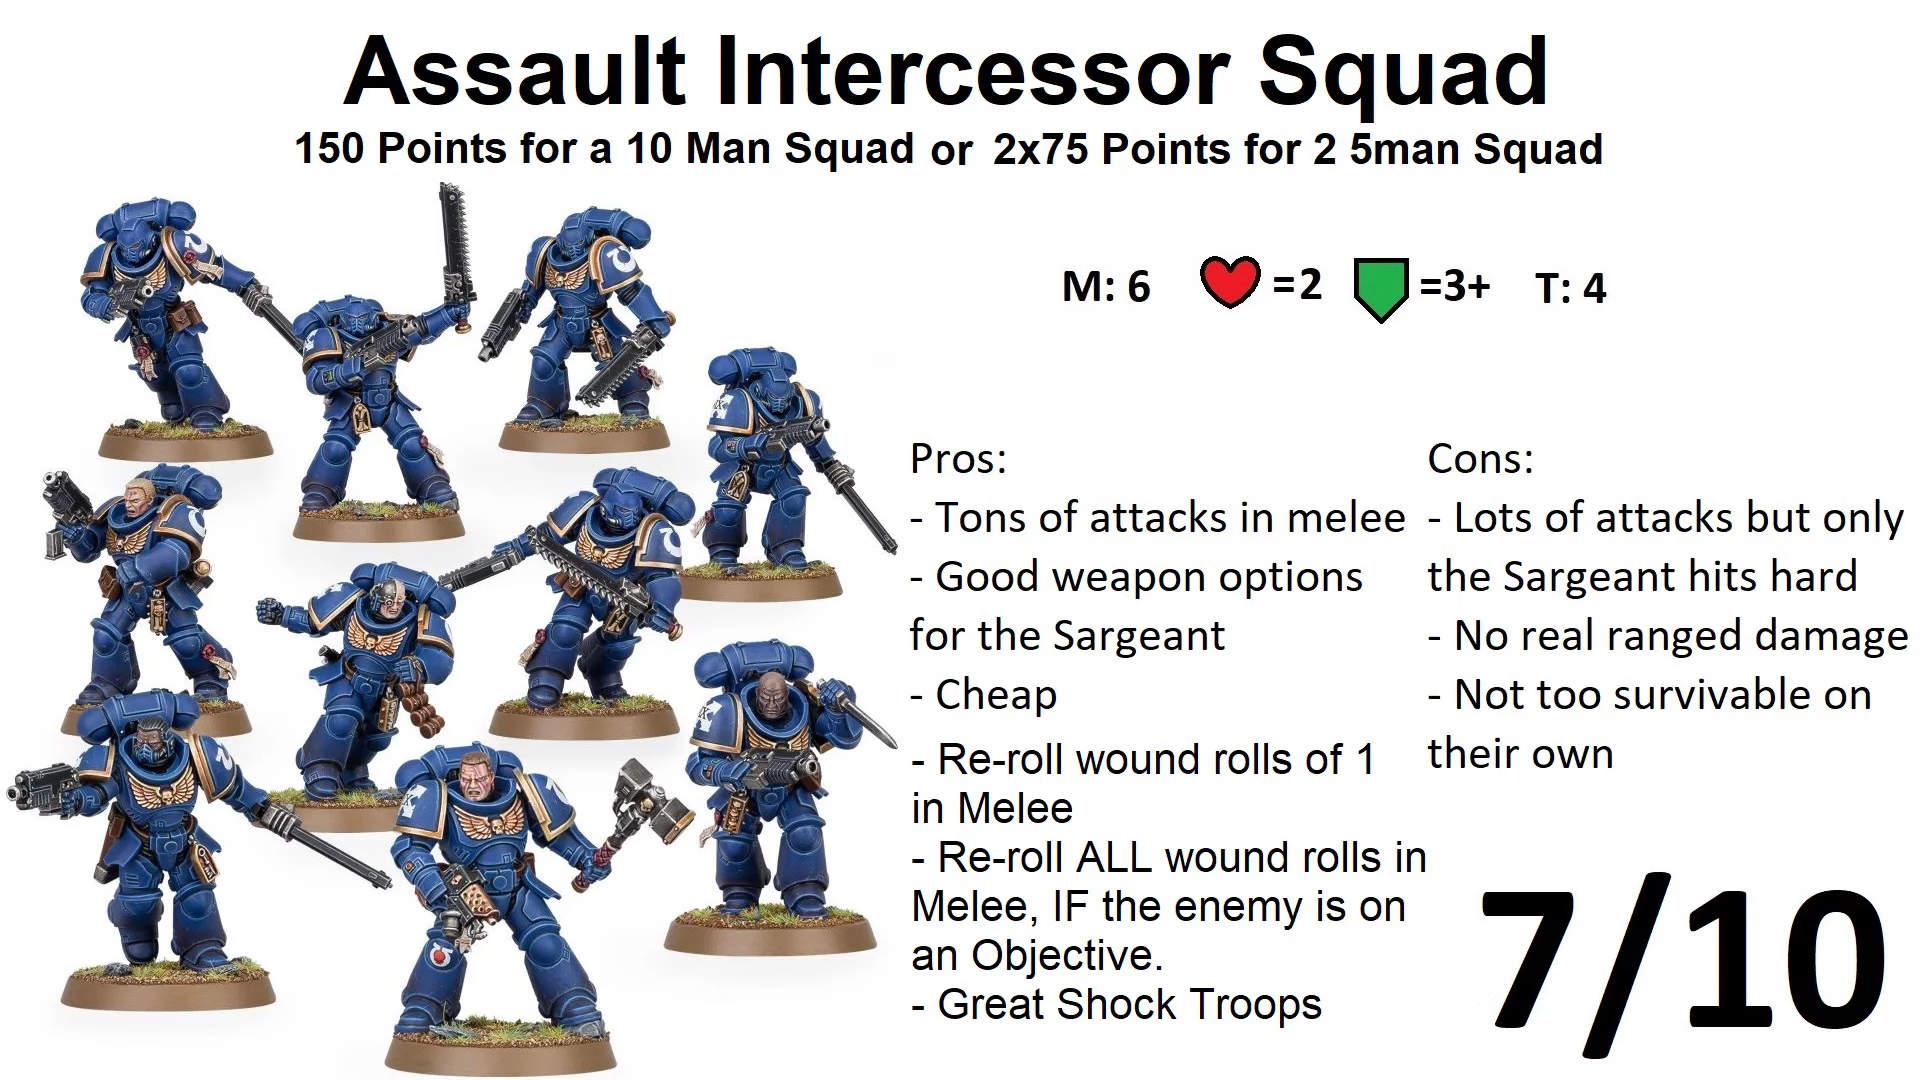 Assault Intercessor Squad
150 Points for a 10 Man Squad or 2x75 Points for 2 5man Squad
M: 6 =2 =3+ T: 4
Pros:
- Tons of attacks in melee
- Good weapon options
for the Sargeant
- Cheap
- Re-roll wound rolls of 1
in Melee
- Re-roll ALL wound rolls in
Melee, IF the enemy is on
an Objective.
- Great Shock Troops
Cons:
- Lots of attacks but only
the Sargeant hits hard
- No real ranged damage
- Not too survivable on
their own
7/10